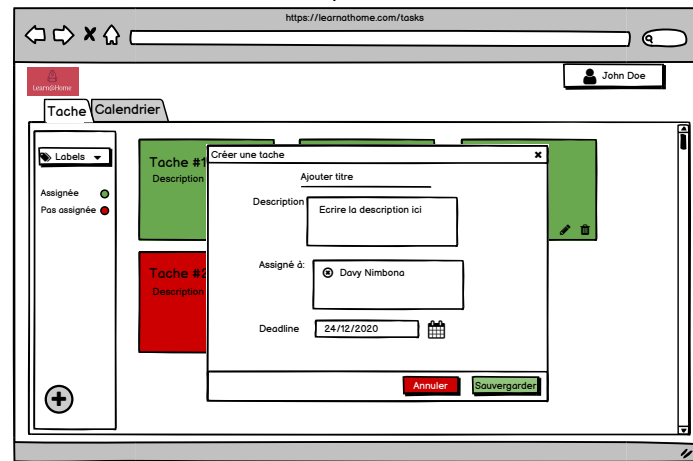 https://learnathome.com/tasks
Learn@Home
John Doe
Tache
Calendrier
Labels
Assignée
Pas assignée
Tache #1
Description
Tache #2
Description
Créer une tache
Ajouter titre
Description
Ecrire la description ici
Assigné à:
Davy Nimbona
Deadline
24/12/2020
Annuler
Sauvergarder